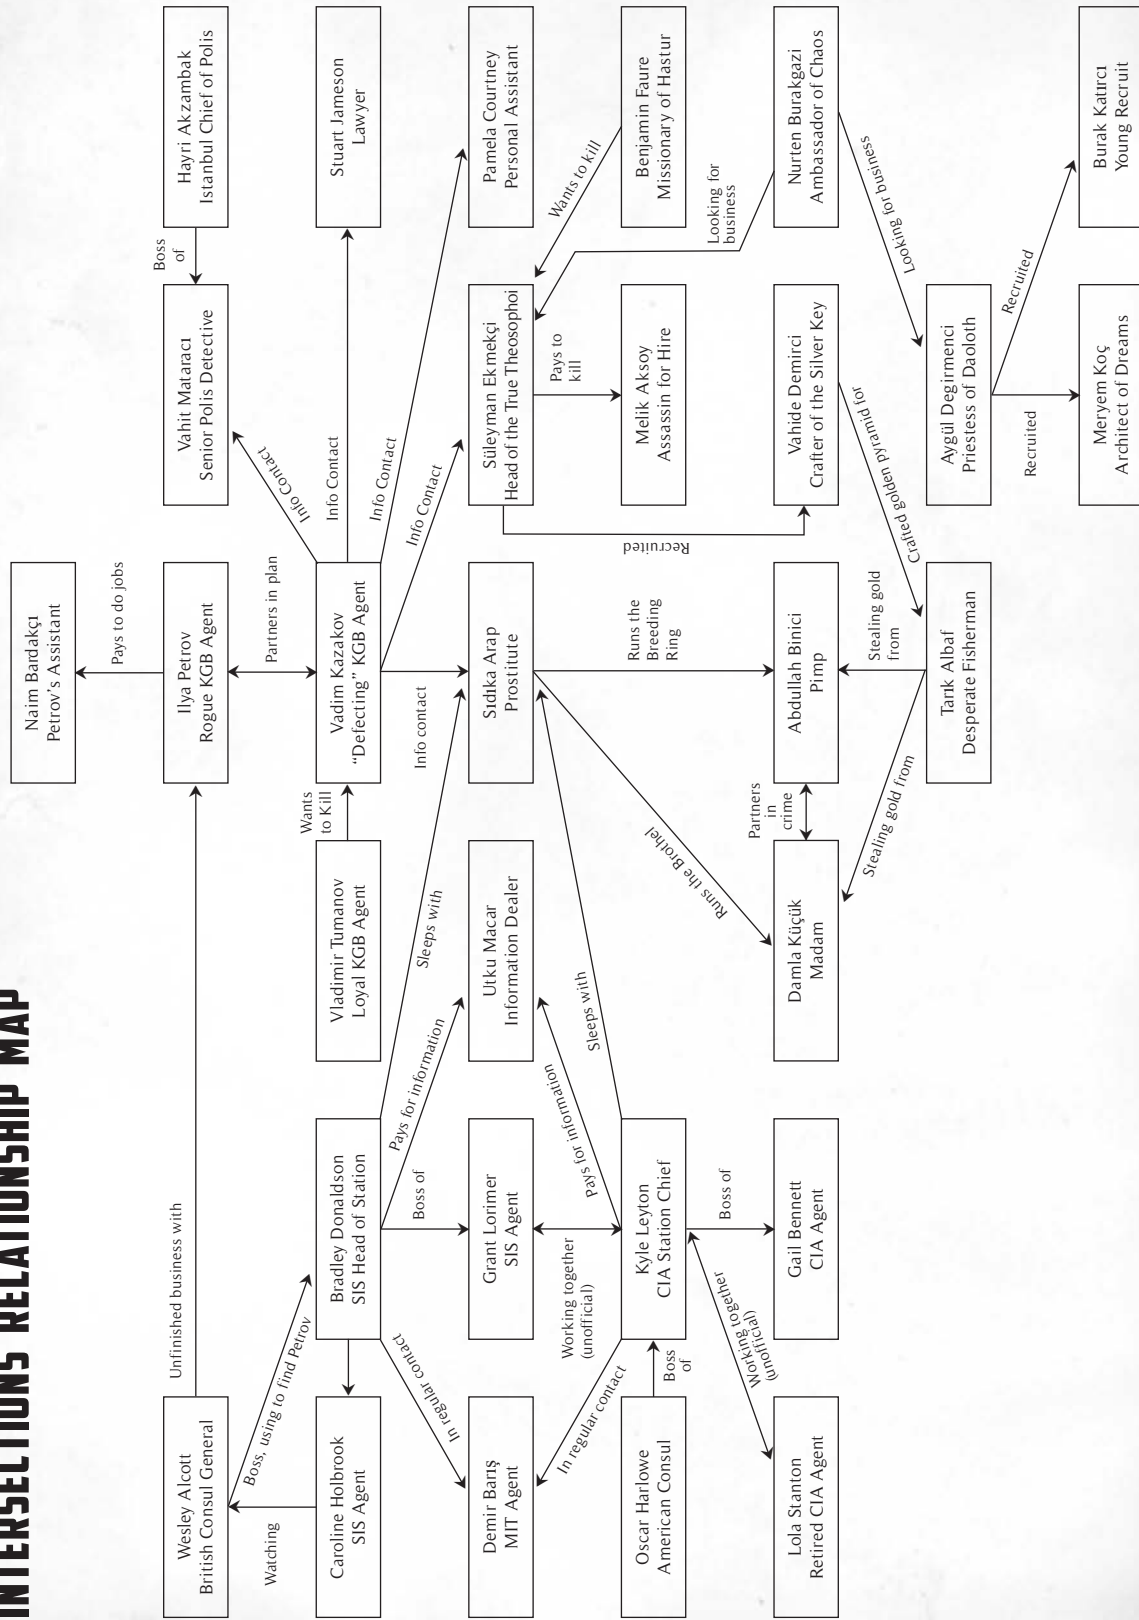 INTERSECTIONS RELATIONSHIP MAP
Naim Bardakçı
Petrov's Assistant
Pays to do jobs
Wesley Alcott
British Consul General
Unfinished business with
Ilya Petrov
Rogue KGB Agent
Vahit Mataracı
Senior Polis Detective
Boss
of
Hayri Akzambak
Istanbul Chief of Polis
Watching
Boss, using to find Petrov
Partners in plan
Info Contact
Caroline Holbrook
SIS Agent
Bradley Donaldson
SIS Head of Station
Vladimir Tumanov
Loyal KGB Agent
Wants
to Kill
Vadim Kazakov
“Defecting” KGB Agent
Info Contact
Stuart Jameson
Lawyer
In regular contact
Boss of
Pays for information
Sleeps with
Info contact
Info Contact
Info Contact
Demir Barış
MIT Agent
Grant Lorimer
SIS Agent
Utku Macar
Information Dealer
Sıdıka Arap
Prostitute
Süleyman Ekmekçi
Head of the True Theosophoi
Pamela Courtney
Personal Assistant
In regular contact
Working together
(unofficial)
Pays for information
Sleeps with
Pays to
kill
Wants to kill
Oscar Harlowe
American Consul
Boss
of
Kyle Leyton
CIA Station Chief
Runs the Brothel
Runs the
Breeding
Ring
Recruited
Melik Aksoy
Assassin for Hire
Benjamin Faure
Missionary of Hastur
Looking for
business
Working together
(unofficial)
Boss of
Lola Stanton
Retired CIA Agent
Gail Bennett
CIA Agent
Damla Küçük
Madam
Partners
in
crime
Abdullah Binici
Pimp
Vahide Demirci
Crafter of the Silver Key
Nurten Burakgazi
Ambassador of Chaos
Stealing gold from
Stealing gold
from
Crafted golden pyramid for
Looking for business
Tarık Albaf
Desperate Fisherman
Aygül Degirmenci
Priestess of Daoloth
Recruited
Recruited
Meryem Koç
Architect of Dreams
Burak Katırcı
Young Recruit